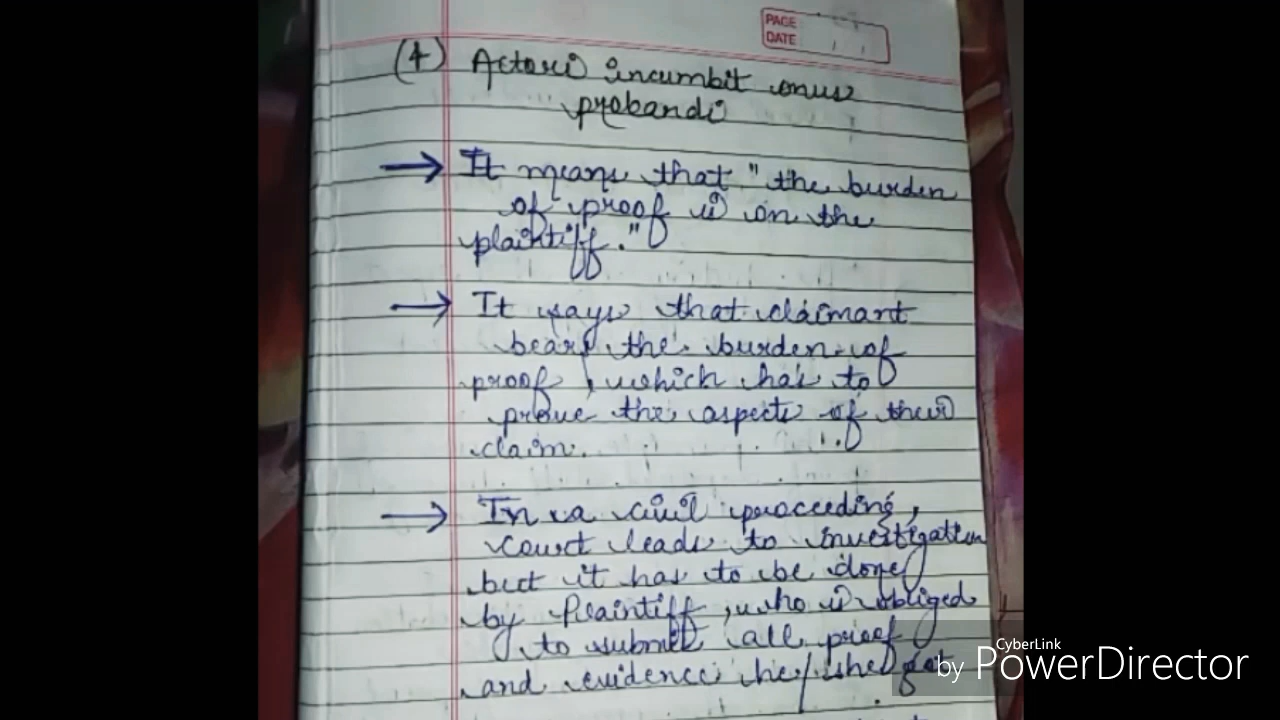 PAGE
DATE
(4) Actori incumbit onus
probandi
→ It means that "the burden
of proof is on the
plaintiff."
→ It says that claimant
bears the burden of
proof, which has to
prove the aspects of their
claim.
→ In a civil proceeding,
court leads to investigation
but it has to be done
by Plaintiff, who is obliged
to submit all proof
and evidence he/she get
CyberLink
by PowerDirector